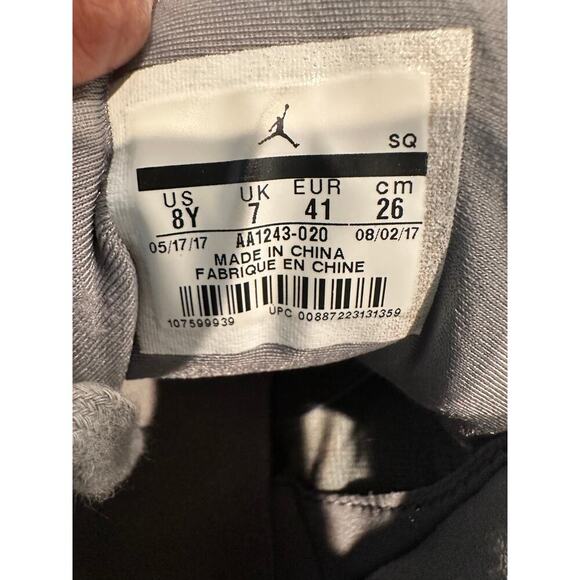 SQ
US UK EUR cm
8Y 7 41 26
05/17/17 AA1243-020 08/02/17
MADE IN CHINA
FABRIQUE EN CHINE
107599939 UPC 00887223131359